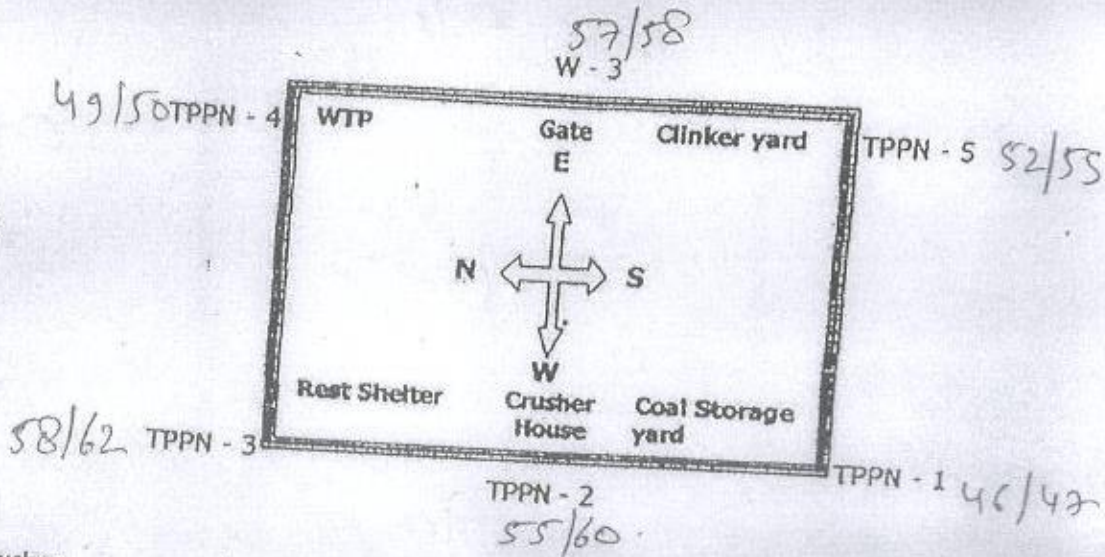 57/58
W - 3
49/50 TPPN - 4
WTP
Gate
Clinker yard
TPPN - 5 52/55
E
N
S
W
Rest Shelter
Crusher
House
Coal Storage
yard
58/62 TPPN - 3
TPPN - 1 46/47
TPPN - 2
55/60